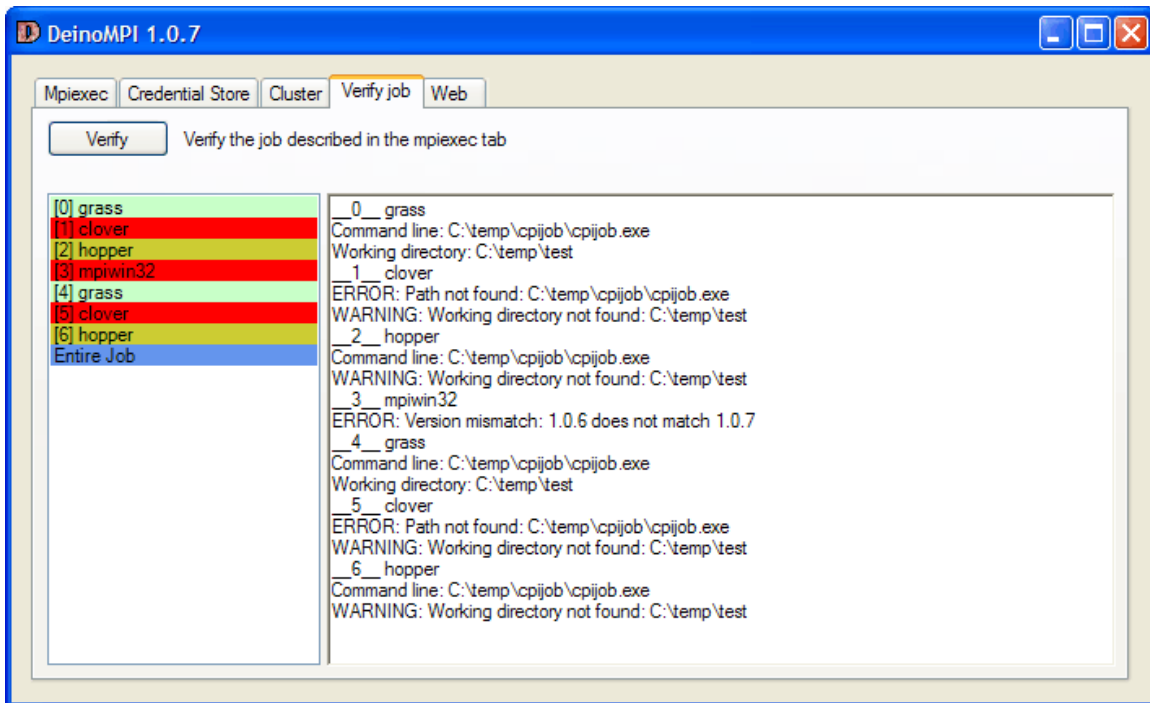 DeinoMPI 1.0.7
Mpiexec Credential Store Cluster Verify job Web
Verify Verify the job described in the mpiexec tab
[0] grass
[1] clover
[2] hopper
[3] mpiwin32
[4] grass
[5] clover
[6] hopper
Entire Job
__0__ grass
Command line: C:\temp\cpijob\cpijob.exe
Working directory: C:\temp\test
__1__ clover
ERROR: Path not found: C:\temp\cpijob\cpijob.exe
WARNING: Working directory not found: C:\temp\test
__2__ hopper
Command line: C:\temp\cpijob\cpijob.exe
WARNING: Working directory not found: C:\temp\test
__3__ mpiwin32
ERROR: Version mismatch: 1.0.6 does not match 1.0.7
__4__ grass
Command line: C:\temp\cpijob\cpijob.exe
Working directory: C:\temp\test
__5__ clover
ERROR: Path not found: C:\temp\cpijob\cpijob.exe
WARNING: Working directory not found: C:\temp\test
__6__ hopper
Command line: C:\temp\cpijob\cpijob.exe
WARNING: Working directory not found: C:\temp\test